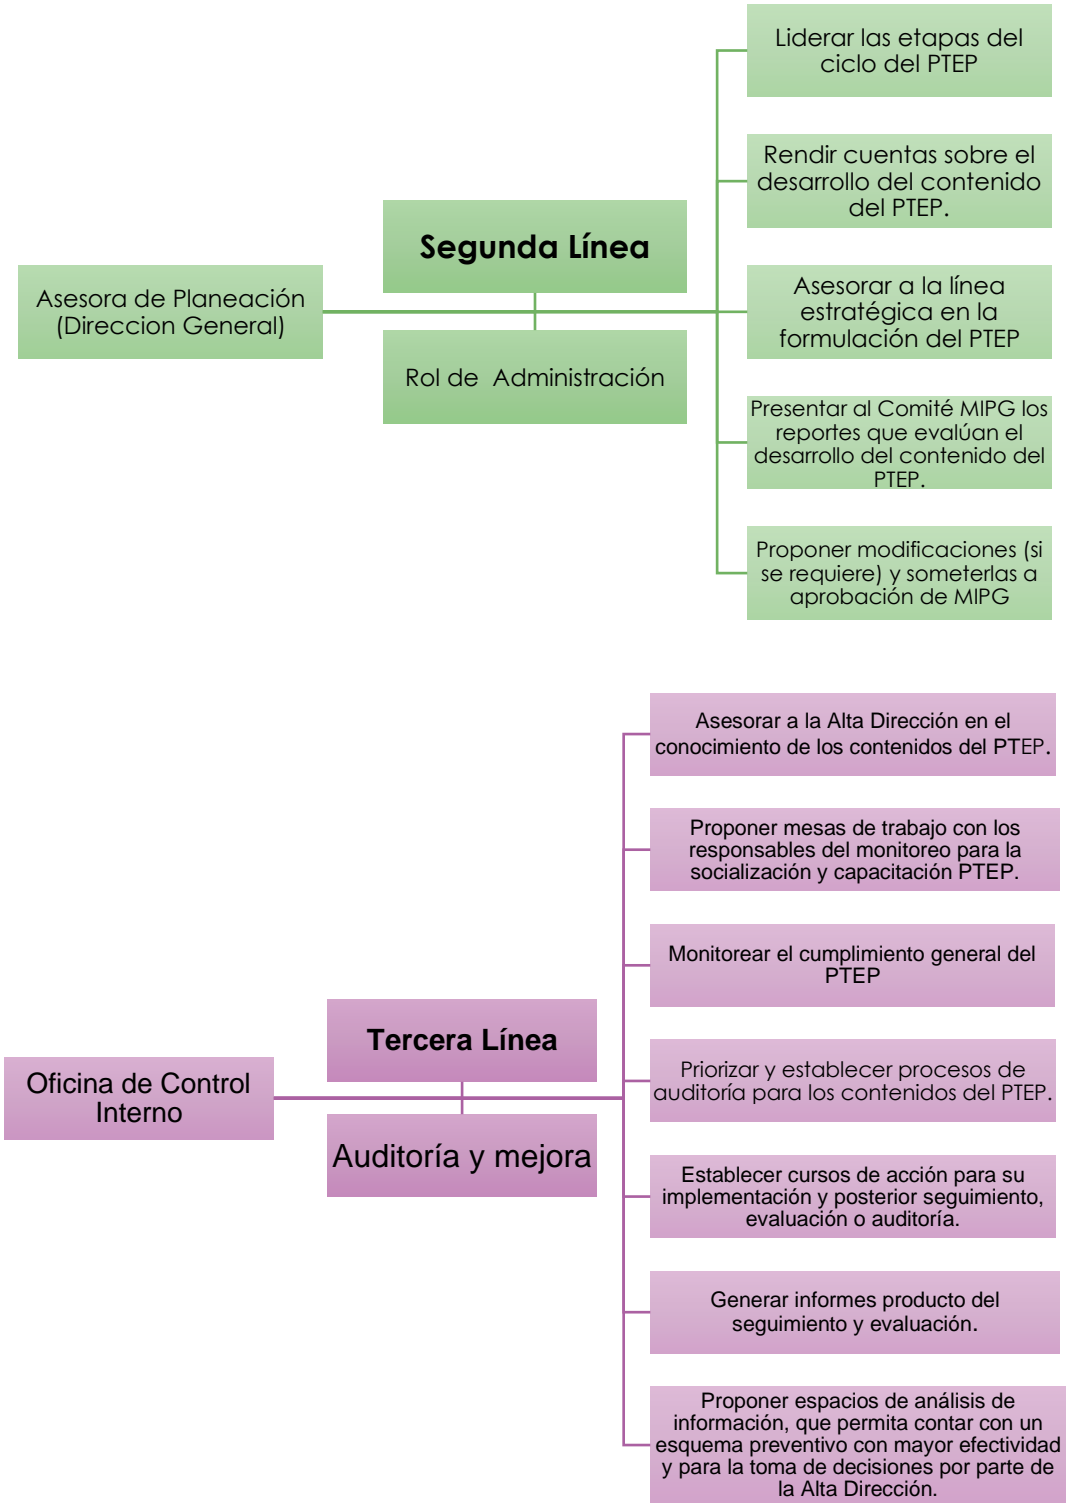 Asesora de Planeación
(Direccion General)
Segunda Línea
Rol de Administración
Liderar las etapas del
ciclo del PTEP
Rendir cuentas sobre el
desarrollo del contenido
del PTEP.
Asesorar a la línea
estratégica en la
formulación del PTEP
Presentar al Comité MIPG los
reportes que evalúan el
desarrollo del contenido del
PTEP.
Proponer modificaciones (si
se requiere) y someterlas a
aprobación de MIPG
Oficina de Control
Interno
Tercera Línea
Auditoría y mejora
Asesorar a la Alta Dirección en el
conocimiento de los contenidos del PTEP.
Proponer mesas de trabajo con los
responsables del monitoreo para la
socialización y capacitación PTEP.
Monitorear el cumplimiento general del
PTEP
Priorizar y establecer procesos de
auditoría para los contenidos del PTEP.
Establecer cursos de acción para su
implementación y posterior seguimiento,
evaluación o auditoría.
Generar informes producto del
seguimiento y evaluación.
Proponer espacios de análisis de
información, que permita contar con un
esquema preventivo con mayor efectividad
y para la toma de decisiones por parte de
la Alta Dirección.